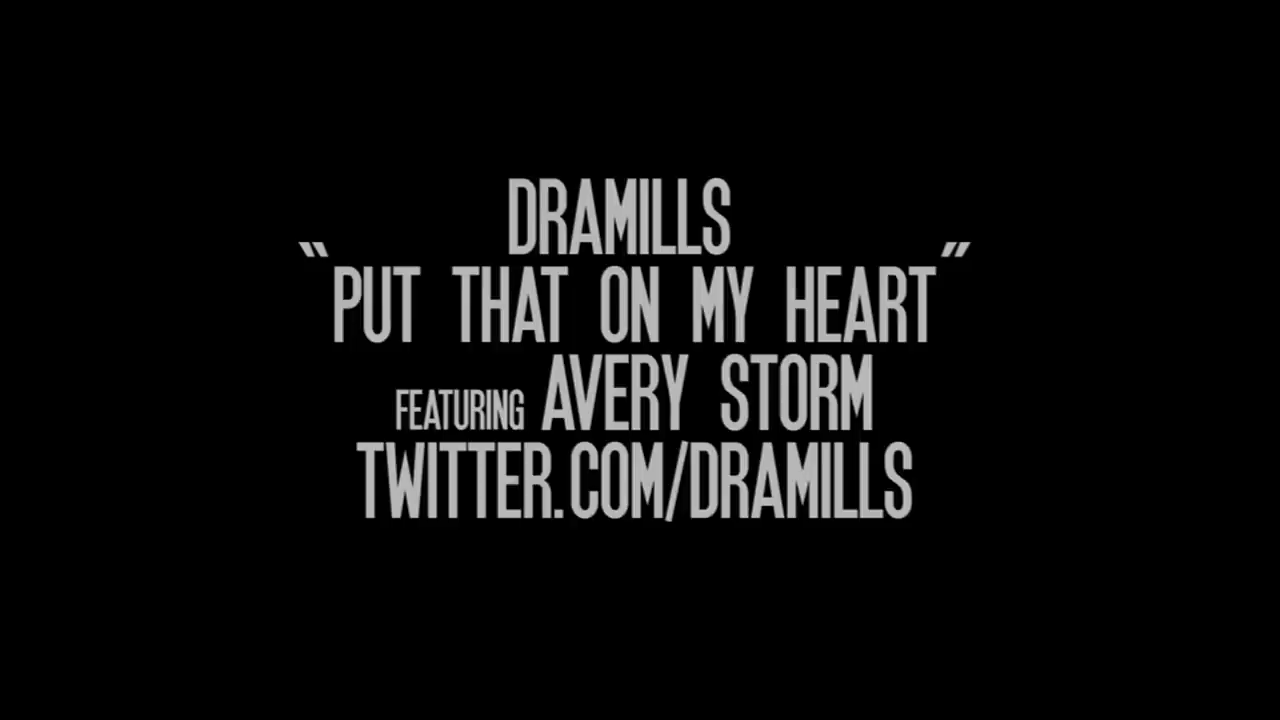 DRAMILLS
“PUT THAT ON MY HEART”
FEATURING AVERY STORM
TWITTER.COM/DRAMILLS